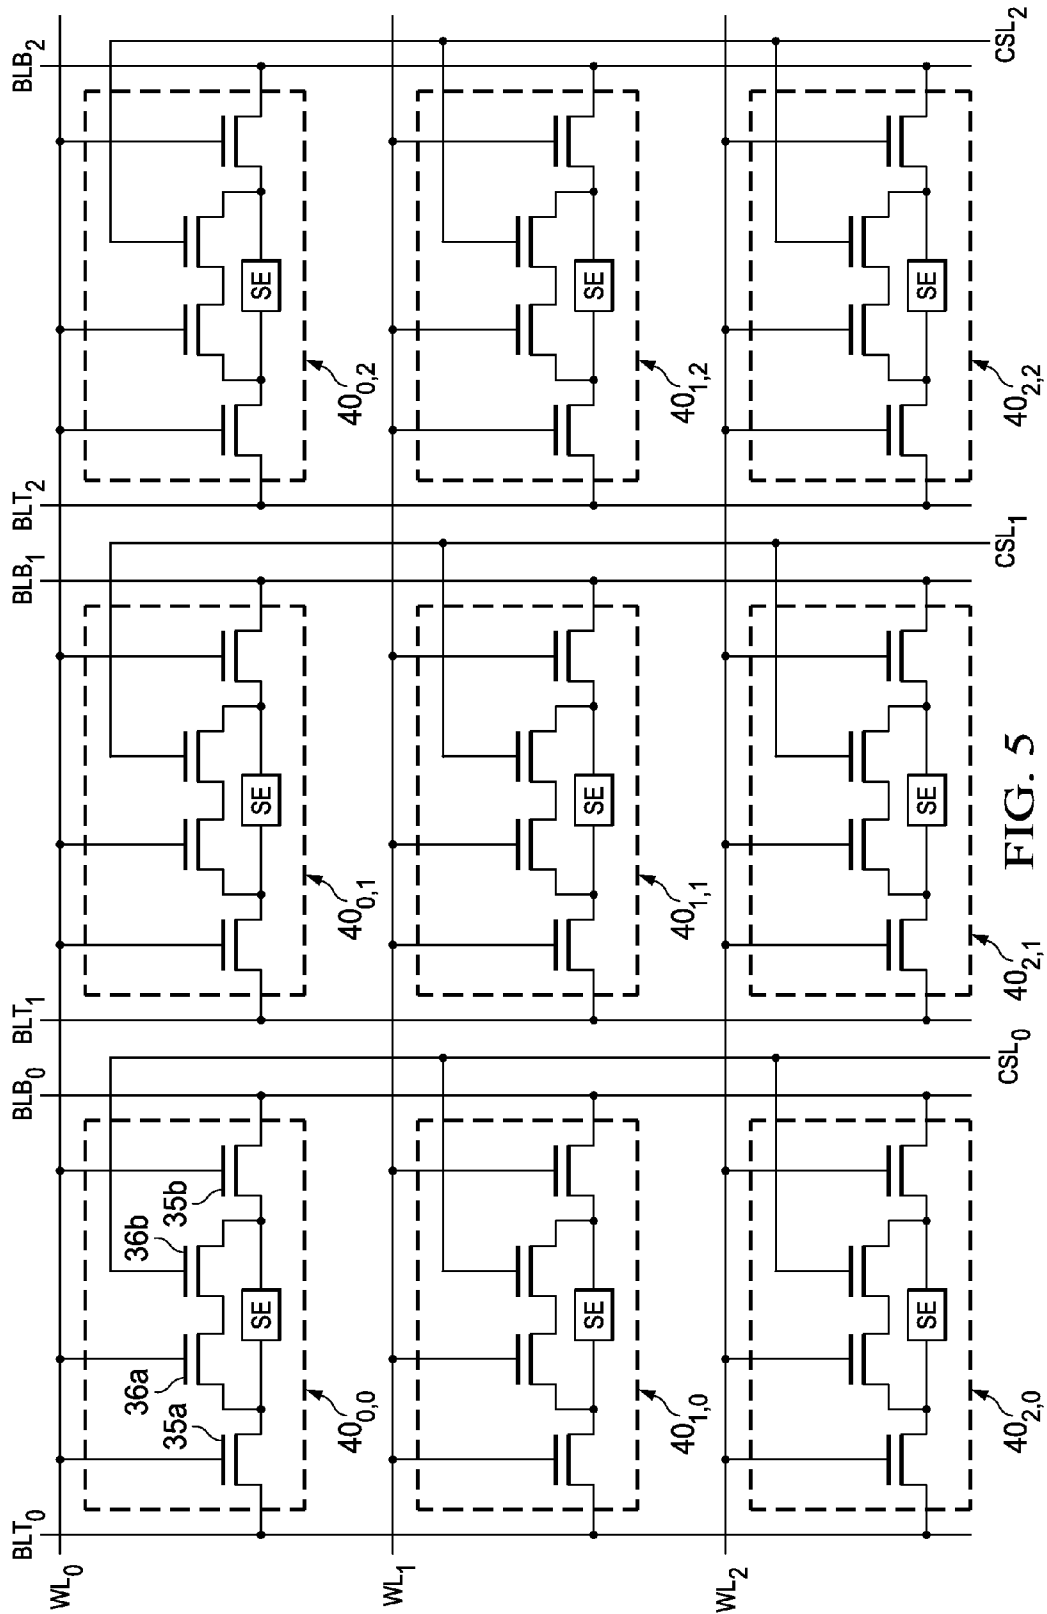 BLT0 BLB0 BLT1 BLB1 BLT2 BLB2
WL0
36a 36b
35a 35b
SE SE SE
400,0 400,1 400,2
WL1
SE SE SE
401,0 401,1 401,2
WL2
SE SE SE
402,0 402,1 402,2
CSL0 CSL1 CSL2
FIG. 5